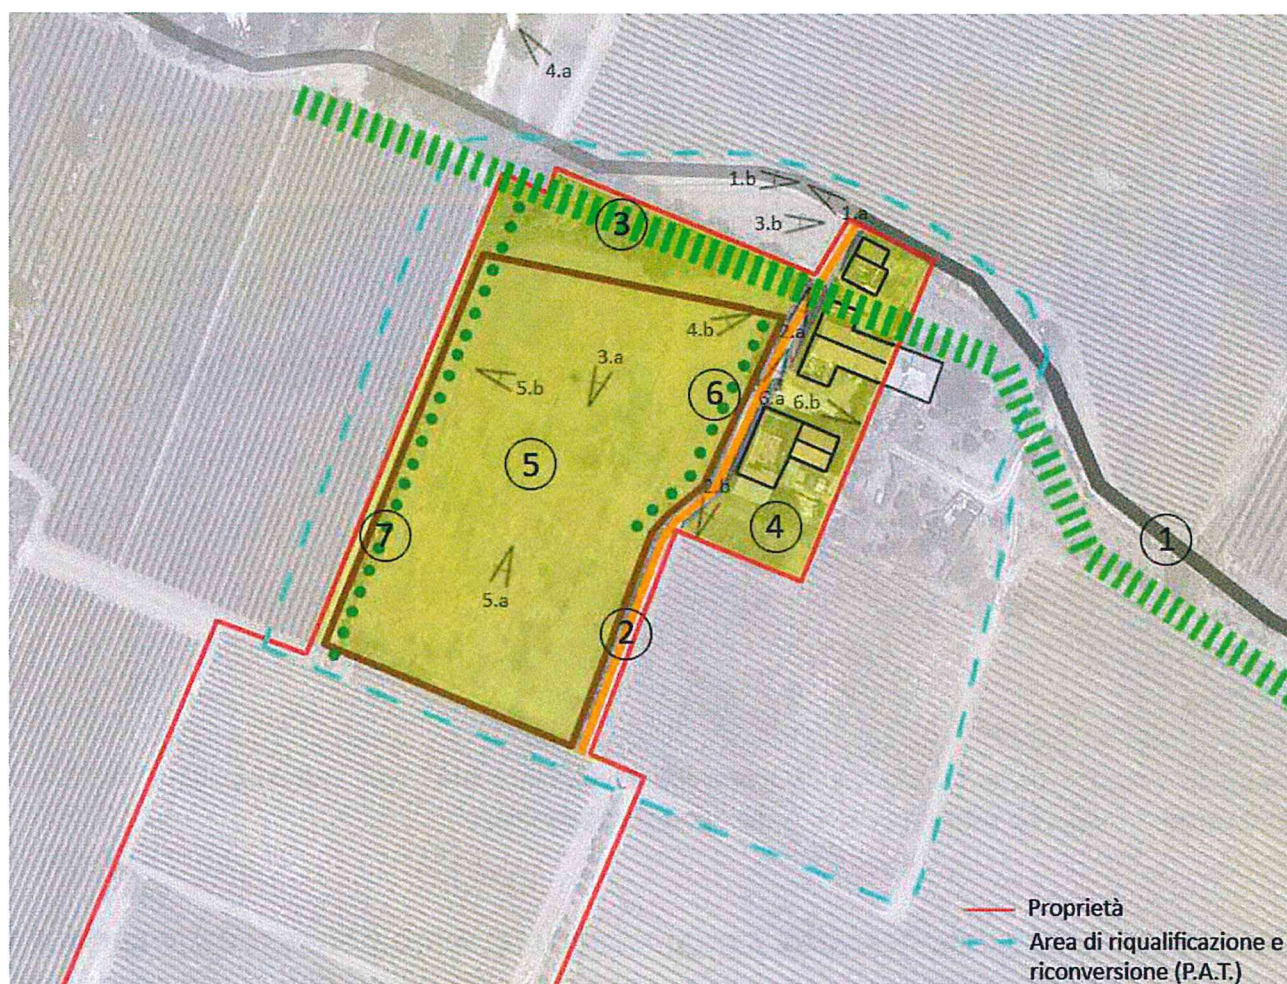 4.a
1.b
1.a
3.b
3
4.b
2.a
3.a
5.b
6
6.a
6.b
5
2.b
7
4
1
5.a
2
Proprietà
Area di riqualificazione e
riconversione (P.A.T.)